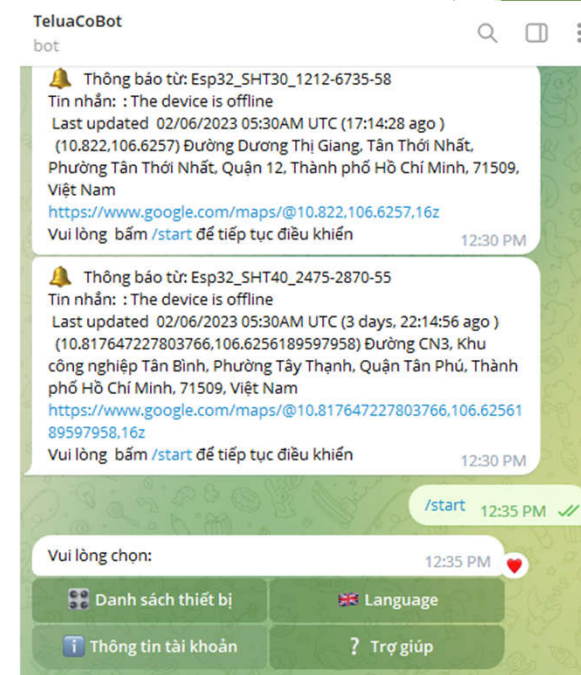 TeluaCoBot
bot
Thông báo từ: Esp32_SHT30_1212-6735-58
Tin nhắn: : The device is offline
Last updated 02/06/2023 05:30AM UTC (17:14:28 ago )
(10.822,106.6257) Đường Dương Thị Giang, Tân Thới Nhất,
Phường Tân Thới Nhất, Quận 12, Thành phố Hồ Chí Minh, 71509,
Việt Nam
https://www.google.com/maps/@10.822,106.6257,16z
Vui lòng bấm /start để tiếp tục điều khiển
12:30 PM
Thông báo từ: Esp32_SHT40_2475-2870-55
Tin nhắn: : The device is offline
Last updated 02/06/2023 05:30AM UTC (3 days, 22:14:56 ago )
(10.817647227803766,106.6256189597958) Đường CN3, Khu
công nghiệp Tân Bình, Phường Tây Thạnh, Quận Tân Phú, Thành
phố Hồ Chí Minh, 71509, Việt Nam
https://www.google.com/maps/@10.817647227803766,106.62561
89597958,16z
Vui lòng bấm /start để tiếp tục điều khiển
12:30 PM
/start 12:35 PM
Vui lòng chọn:
12:35 PM
Danh sách thiết bị
Language
Thông tin tài khoản
? Trợ giúp